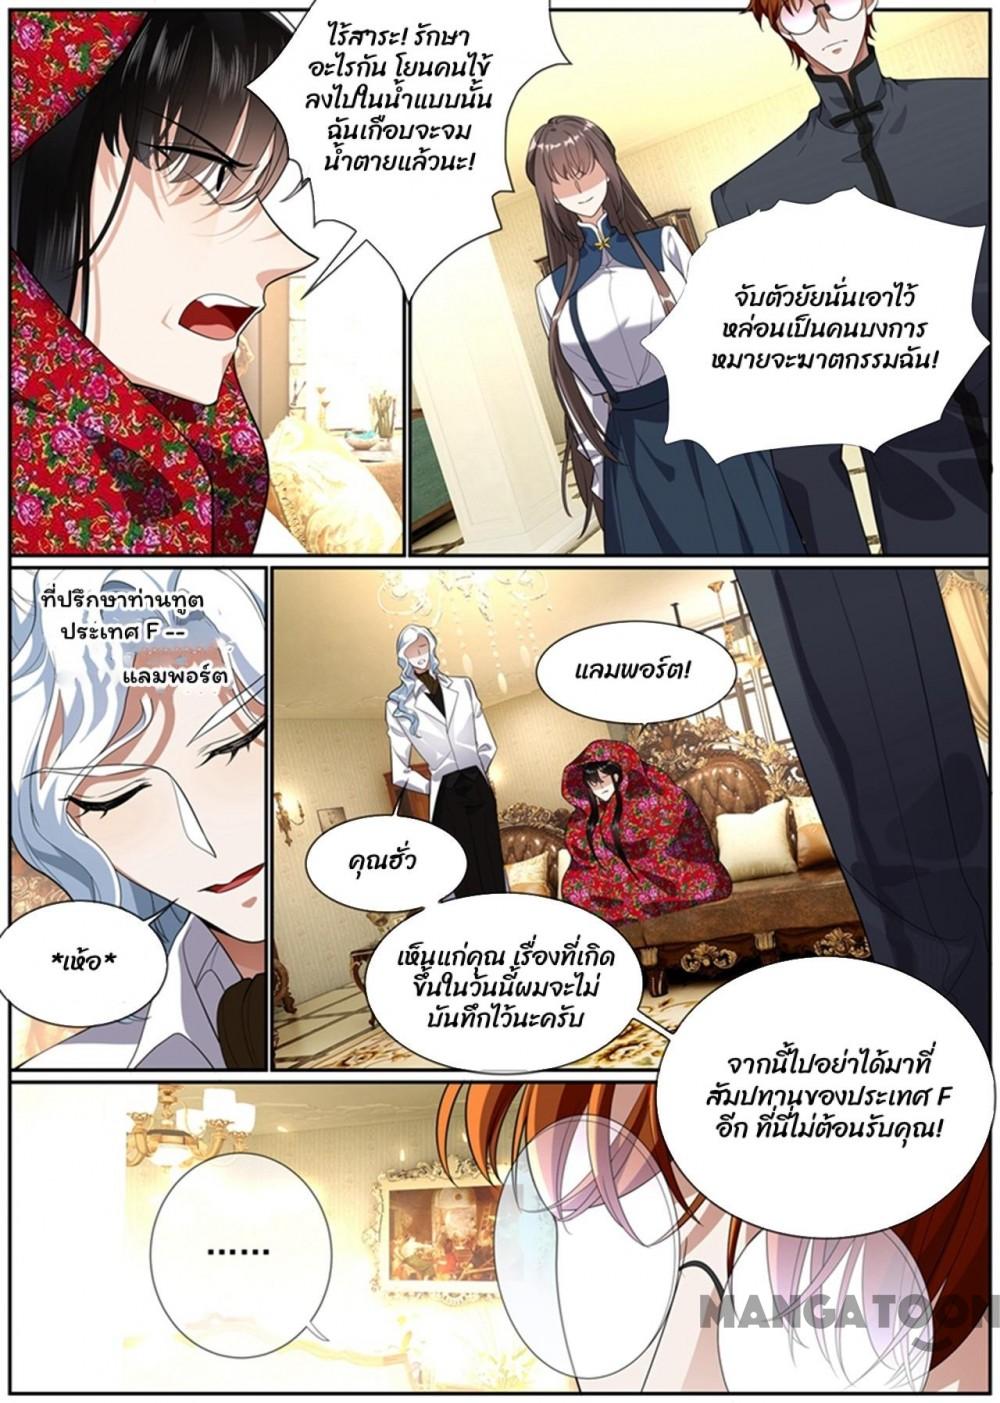 ไร้สาระ! รักษา
อะไรกัน โยนคนไข้
ลงไปในน้ำแบบนั้น
ฉันเกือบจะจม
น้ำตายแล้วนะ!
จับตัวยัยนั่นเอาไว้
หล่อนเป็นคนบงการ
หมายจะฆาตกรรมฉัน!
ที่ปรึกษาท่านทูต
ประเทศ F --
แลมพอร์ต
*เห้อ*
แลมพอร์ต!
คุณฮั่ว
เห็นแก่คุณ เรื่องที่เกิด
ขึ้นในวันนี้ผมจะไม่
บันทึกไว้นะครับ
จากนี้ไปอย่าได้มาที่
สัมปทานของประเทศ F
อีก ที่นี่ไม่ต้อนรับคุณ!
......
MANGATOON